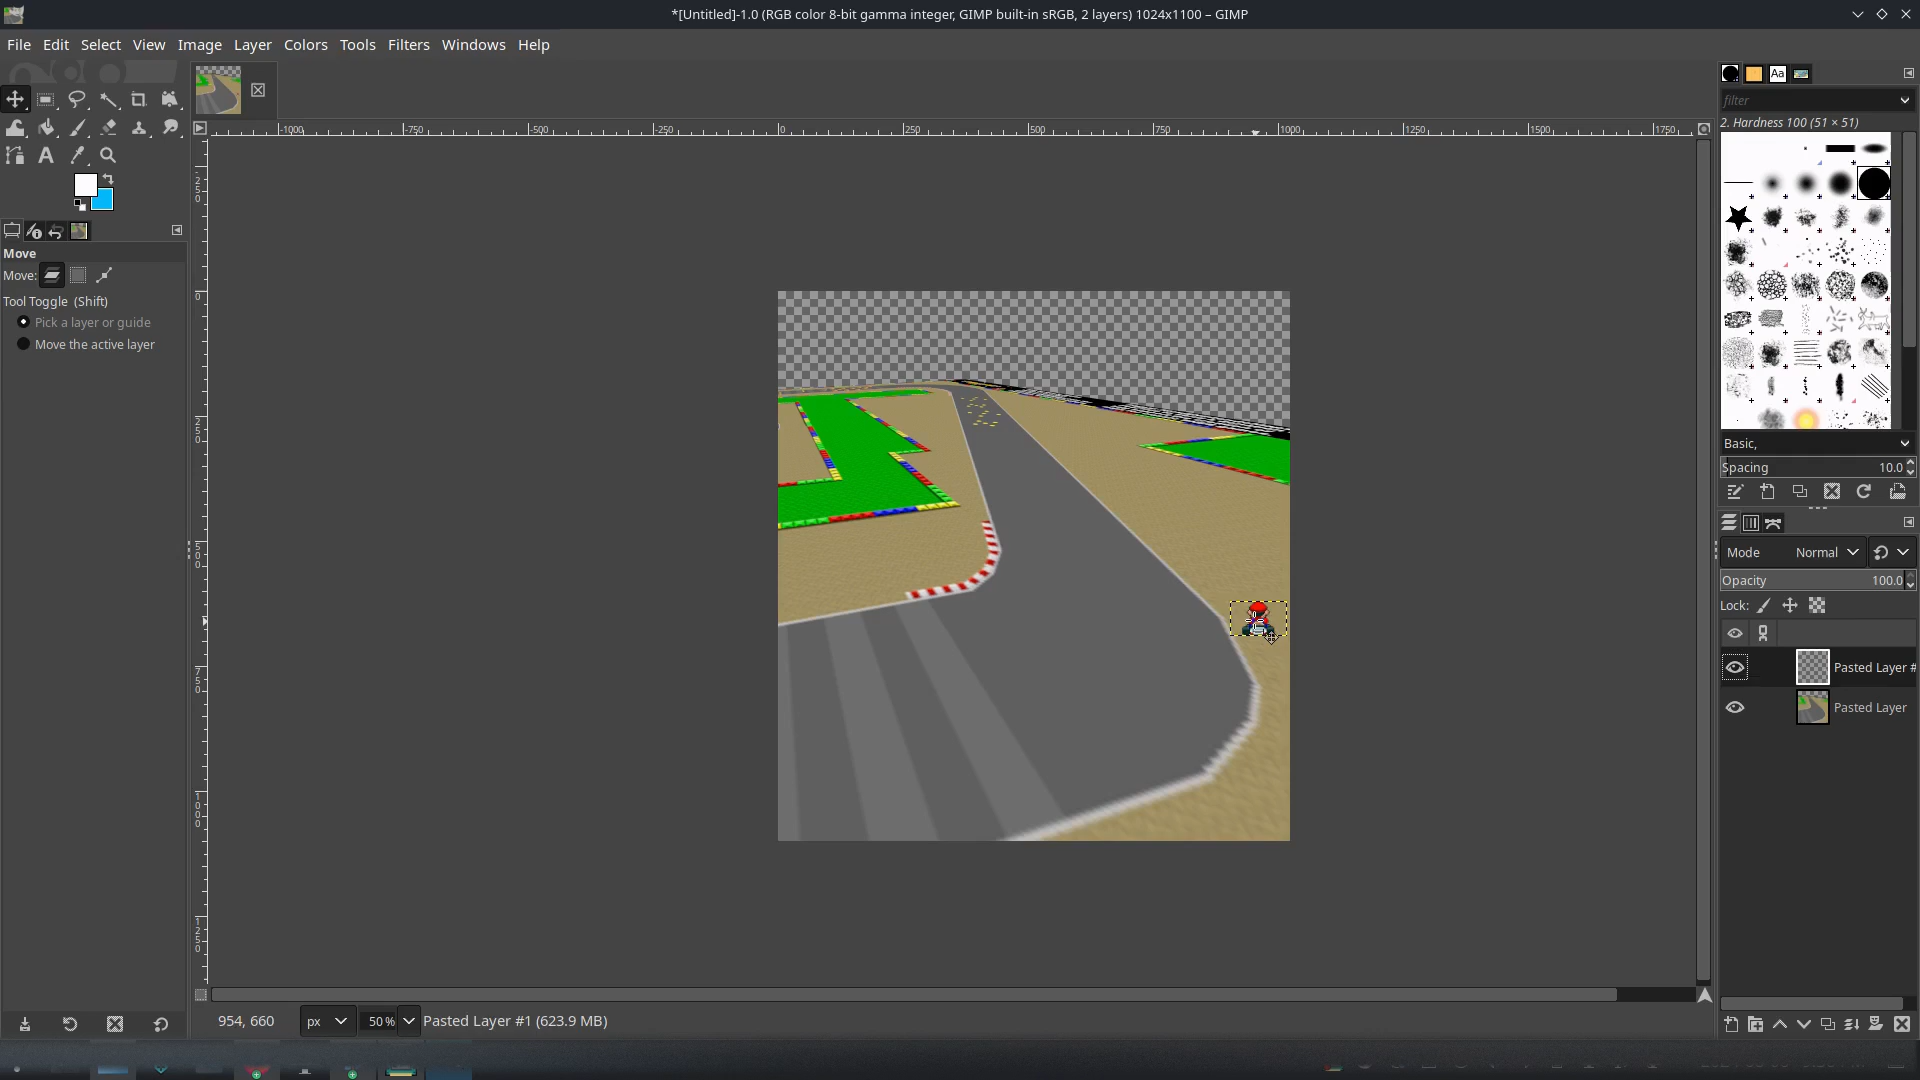 *[Untitled]-1.0 (RGB color 8-bit gamma integer, GIMP built-in sRGB, 2 layers) 1024x1100 – GIMP
File Edit Select View Image Layer Colors Tools Filters Windows Help
Aa
filter
2. Hardness 100 (51 × 51)
-1000 -750 -500 -250 0 250 500 750 1000 1250 1500 1750
Move
Move:
Tool Toggle (Shift)
Pick a layer or guide
Move the active layer
Basic,
Spacing 10.0
Mode Normal
Opacity 100.0
Lock:
Pasted Layer #
Pasted Layer
954, 660 px 50 % Pasted Layer #1 (623.9 MB)